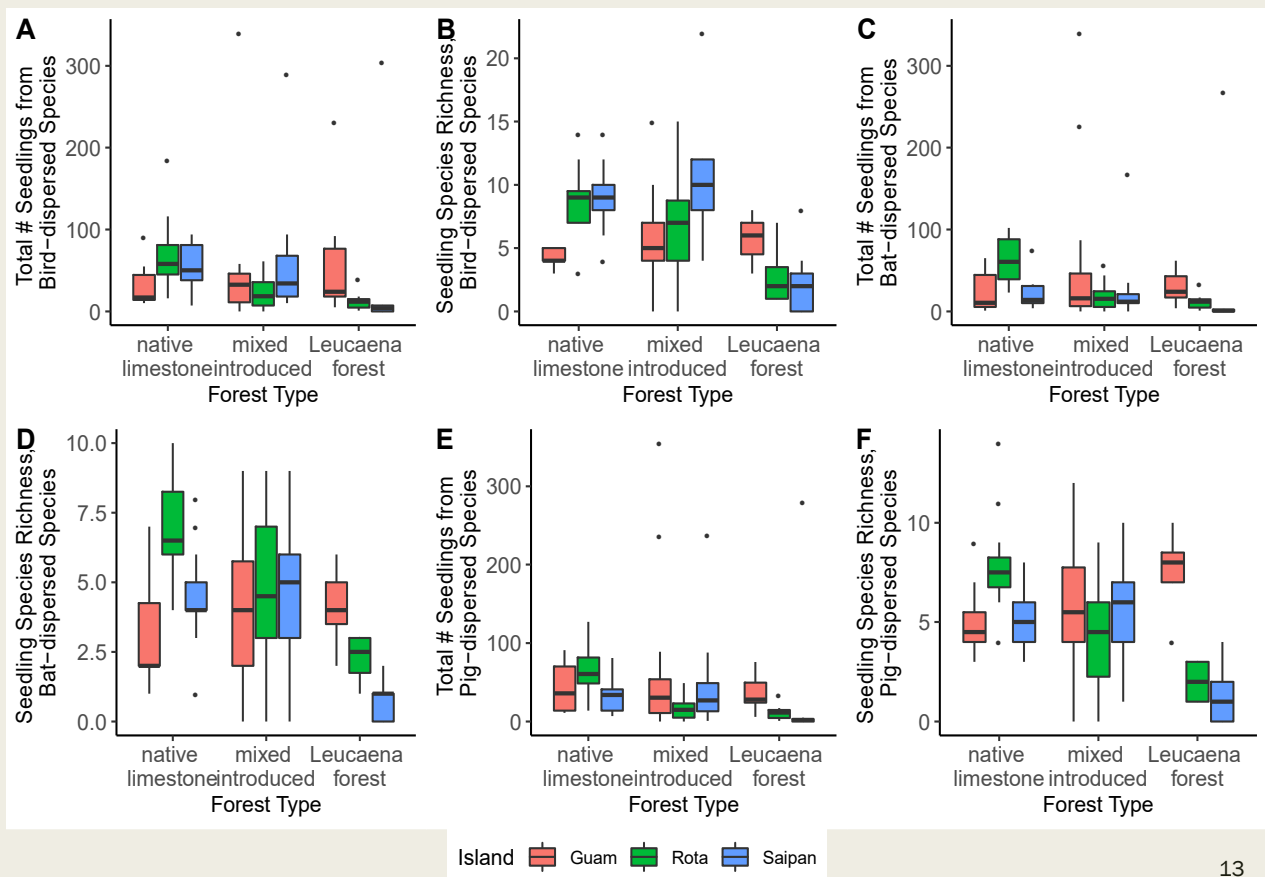 A
Total # Seedlings from
Bird−dispersed Species
300
200
100
0
native
limestone
mixed
introduced
Leucaena
forest
Forest Type
B
Seedling Species Richness,
Bird−dispersed Species
20
15
10
5
0
native
limestone
mixed
introduced
Leucaena
forest
Forest Type
C
Total # Seedlings from
Bat−dispersed Species
300
200
100
0
native
limestone
mixed
introduced
Leucaena
forest
Forest Type
D
Seedling Species Richness,
Bat−dispersed Species
10.0
7.5
5.0
2.5
0.0
native
limestone
mixed
introduced
Leucaena
forest
Forest Type
E
Total # Seedlings from
Pig−dispersed Species
300
200
100
0
native
limestone
mixed
introduced
Leucaena
forest
Forest Type
F
Seedling Species Richness,
Pig−dispersed Species
10
5
0
native
limestone
mixed
introduced
Leucaena
forest
Forest Type
Island Guam Rota Saipan
13